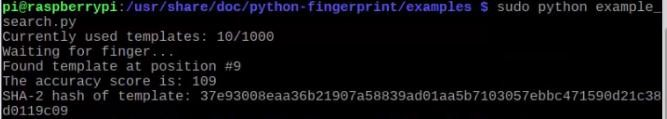 pi@raspberrypi:/usr/share/doc/python-fingerprint/examples $ sudo python example_
search.py
Currently used templates: 10/1000
Waiting for finger...
Found template at position #9
The accuracy score is: 109
SHA-2 hash of template: 37e93008eaa36b21907a58839ad01aa5b7103057ebbc471590d21c38
d0119c09